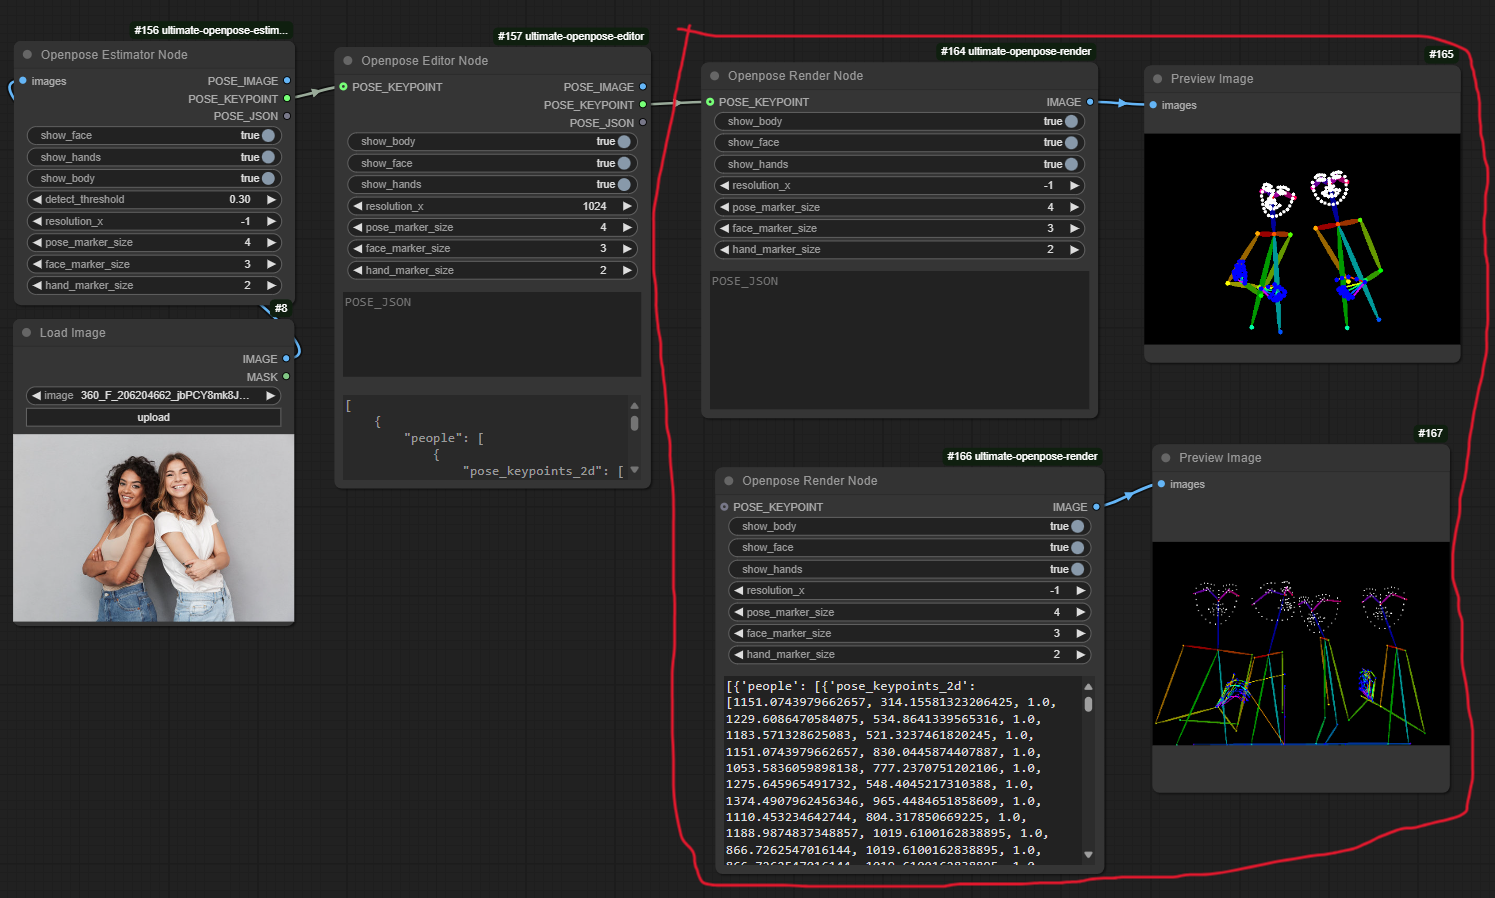 #156 ultimate-openpose-estim...
Openpose Estimator Node
images
POSE_IMAGE
POSE_KEYPOINT
POSE_JSON
show_face true
show_hands true
show_body true
detect_threshold 0.30
resolution_x -1
pose_marker_size 4
face_marker_size 3
hand_marker_size 2
#8
Load Image
IMAGE
MASK
image 360_F_206204662_jbPCY8mk8J...
upload
#157 ultimate-openpose-editor
Openpose Editor Node
POSE_KEYPOINT POSE_IMAGE
POSE_KEYPOINT
POSE_JSON
show_body true
show_face true
show_hands true
resolution_x 1024
pose_marker_size 4
face_marker_size 3
hand_marker_size 2
POSE_JSON
[
{
"people": [
{
"pose_keypoints_2d": [
#164 ultimate-openpose-render
Openpose Render Node
POSE_KEYPOINT IMAGE
show_body true
show_face true
show_hands true
resolution_x -1
pose_marker_size 4
face_marker_size 3
hand_marker_size 2
POSE_JSON
#165
Preview Image
images
#166 ultimate-openpose-render
Openpose Render Node
POSE_KEYPOINT IMAGE
show_body true
show_face true
show_hands true
resolution_x -1
pose_marker_size 4
face_marker_size 3
hand_marker_size 2
[{'people': [{'pose_keypoints_2d':
[1151.0743979662657, 314.15581323206425, 1.0,
1229.6086470584075, 534.8641339565316, 1.0,
1183.571328625083, 521.3237461820245, 1.0,
1151.0743979662657, 830.0445874407887, 1.0,
1053.5836059898138, 777.2370751202106, 1.0,
1275.645965491732, 548.4045217310388, 1.0,
1374.4907962456346, 965.4484651858609, 1.0,
1110.453234642744, 804.317850669225, 1.0,
1188.9874837348857, 1019.6100162838895, 1.0,
866.7262547016144, 1019.6100162838895, 1.0,
866.7262547016144, 1019.6100162838895, 1.0,
#167
Preview Image
images